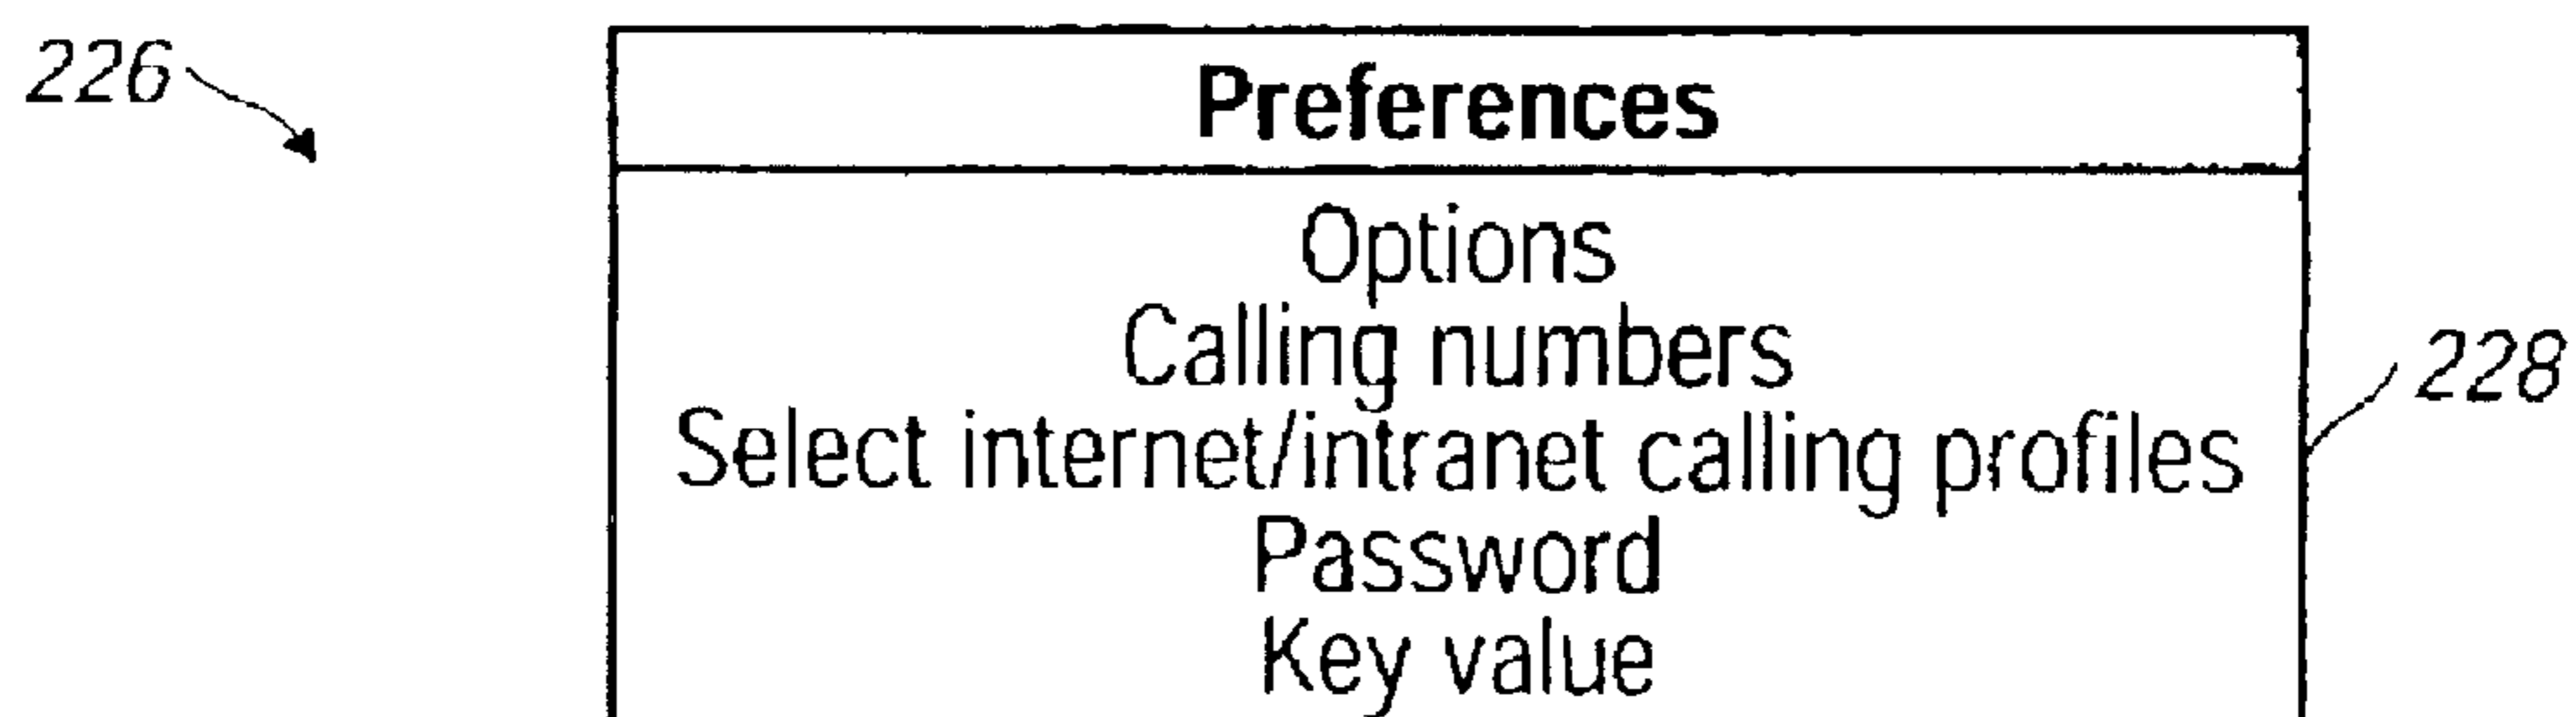 226
Preferences
Options
Calling numbers
228
Select internet/intranet calling profiles
Password
Key value